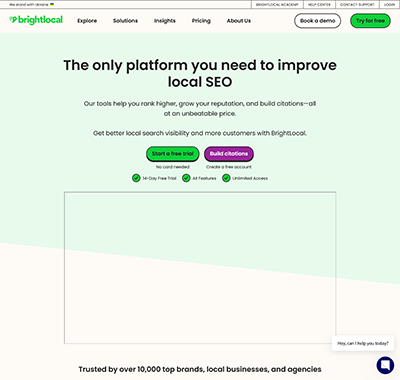 We stand with Ukraine
BRIGHTLOCAL ACADEMY HELP CENTER CONTACT SUPPORT LOGIN
brightlocal Explore Solutions Insights Pricing About Us Book a demo Try for free
The only platform you need to improve
local SEO
Our tools help you rank higher, grow your reputation, and build citations—all
at an unbeatable price.
Get better local search visibility and more customers with BrightLocal.
Start a free trial Build citations
No card needed Create a free account
14-Day Free Trial All Features Unlimited Access
Hey, can I help you today?
Trusted by over 10,000 top brands, local businesses, and agencies